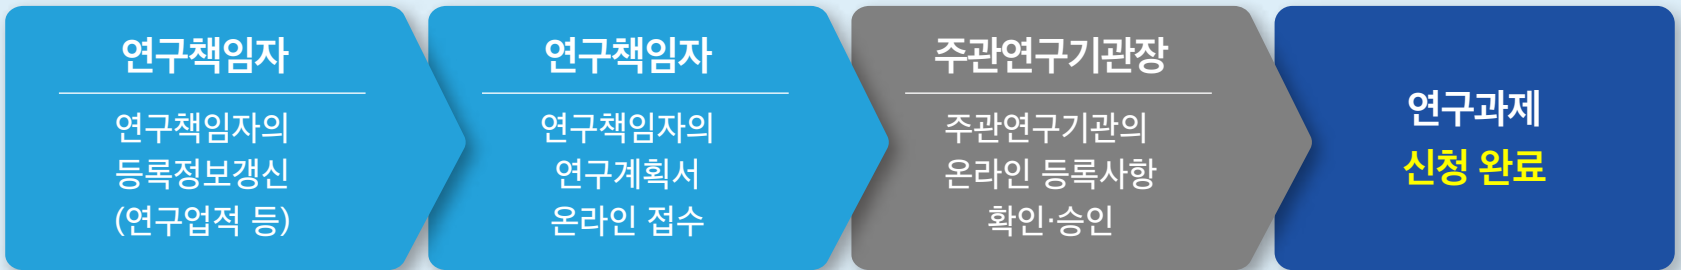 연구책임자
연구책임자의
등록정보갱신
(연구업적 등)
연구책임자
연구책임자의
연구계획서
온라인 접수
주관연구기관장
주관연구기관의
온라인 등록사항
확인·승인
연구과제
신청 완료